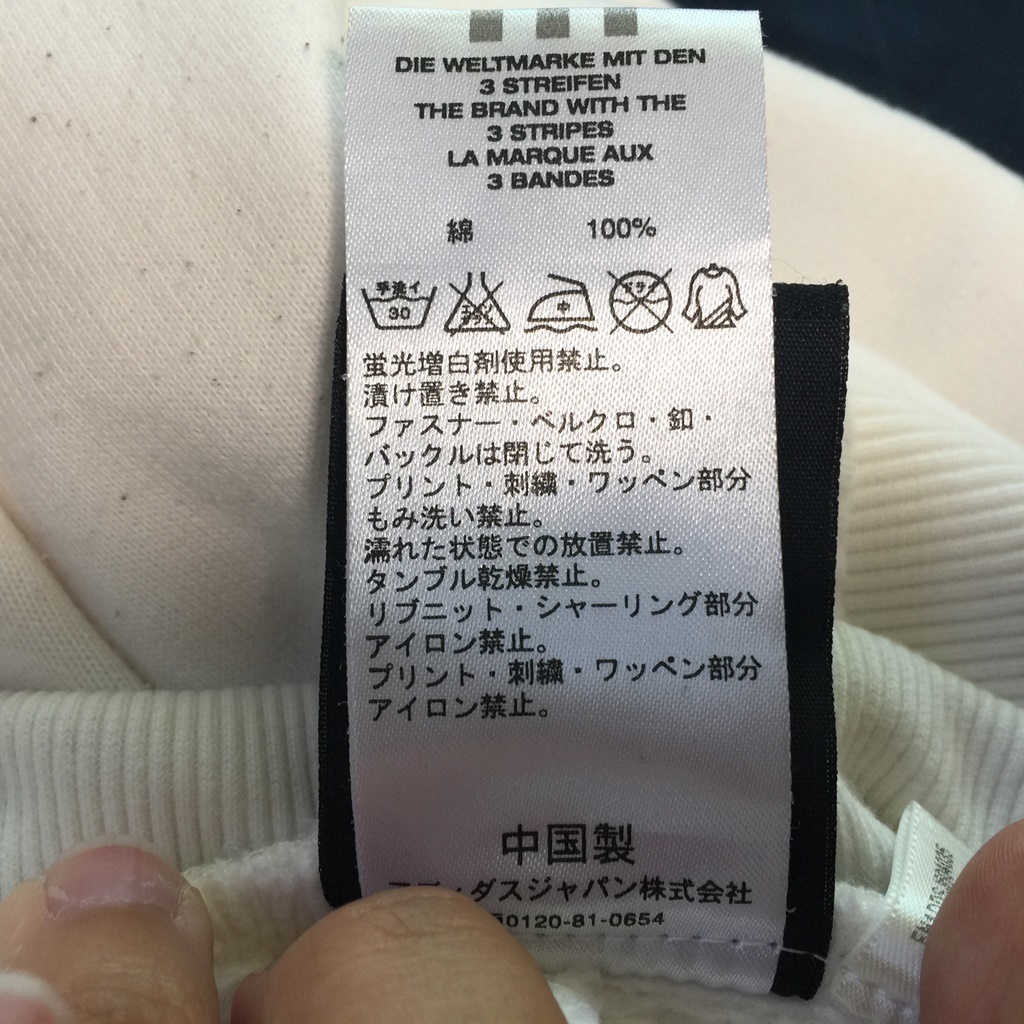 DIE WELTMARKE MIT DEN
3 STREIFEN
THE BRAND WITH THE
3 STRIPES
LA MARQUE AUX
3 BANDES
綿 100%
手洗イ 30 中
蛍光増白剤使用禁止。
漬け置き禁止。
ファスナー・ベルクロ・釦・
バックルは閉じて洗う。
プリント・刺繍・ワッペン部分
もみ洗い禁止。
濡れた状態での放置禁止。
タンブル乾燥禁止。
リブニット・シャーリング部分
アイロン禁止。
プリント・刺繍・ワッペン部分
アイロン禁止。
中国製
ダスジャパン株式会社
0120-81-0654